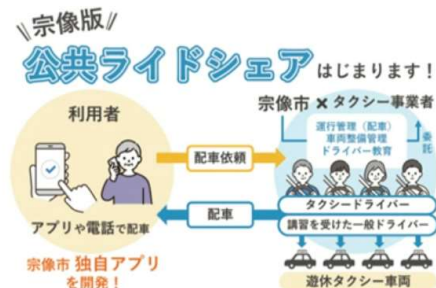 宗像版
公共ライドシェア はじまります！
利用者
宗像市 × タクシー事業者
運行管理（配車）
車両整備管理
ドライバー教育
委託
配車依頼
配車
アプリや電話で配車
タクシードライバー
講習を受けた一般ドライバー
宗像市 独自アプリ
を開発！
遊休タクシー車両